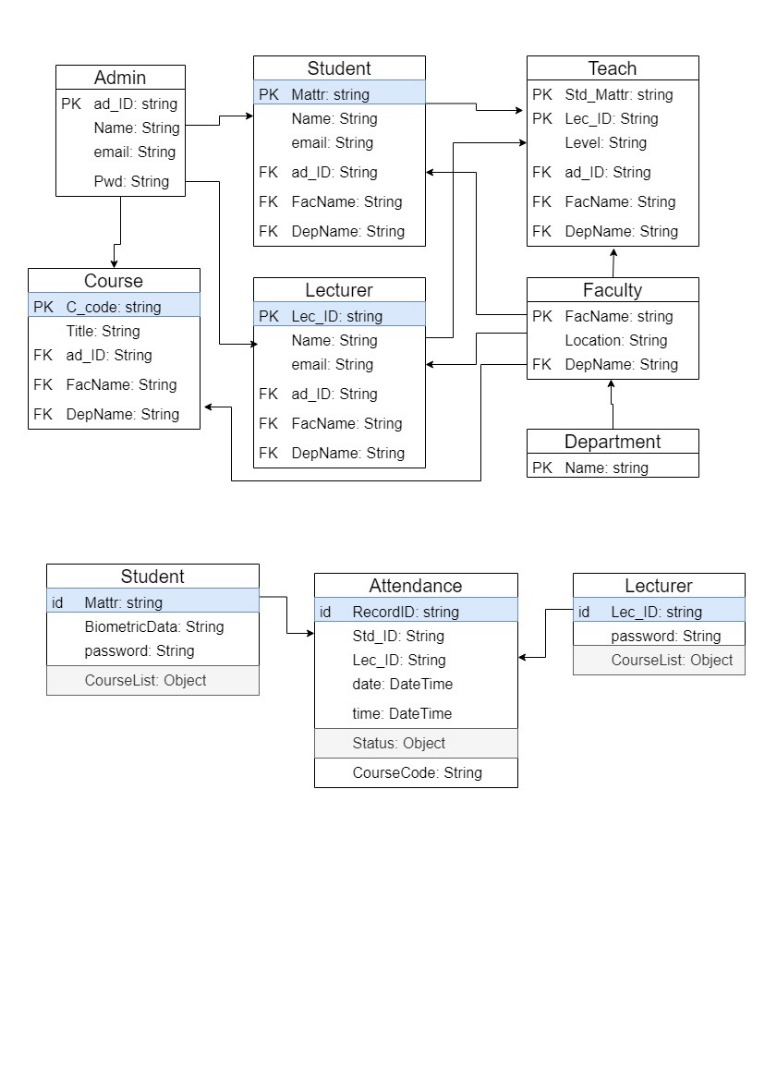 Admin
PK ad_ID: string
Name: String
email: String
Pwd: String
Student
PK Mattr: string
Name: String
email: String
FK ad_ID: String
FK FacName: String
FK DepName: String
Teach
PK Std_Mattr: string
PK Lec_ID: String
Level: String
FK ad_ID: String
FK FacName: String
FK DepName: String
Course
PK C_code: string
Title: String
FK ad_ID: String
FK FacName: String
FK DepName: String
Lecturer
PK Lec_ID: string
Name: String
email: String
FK ad_ID: String
FK FacName: String
FK DepName: String
Faculty
PK FacName: string
Location: String
FK DepName: String
Department
PK Name: string
Student
id Mattr: string
BiometricData: String
password: String
CourseList: Object
Attendance
id RecordID: string
Std_ID: String
Lec_ID: String
date: DateTime
time: DateTime
Status: Object
CourseCode: String
Lecturer
id Lec_ID: string
password: String
CourseList: Object